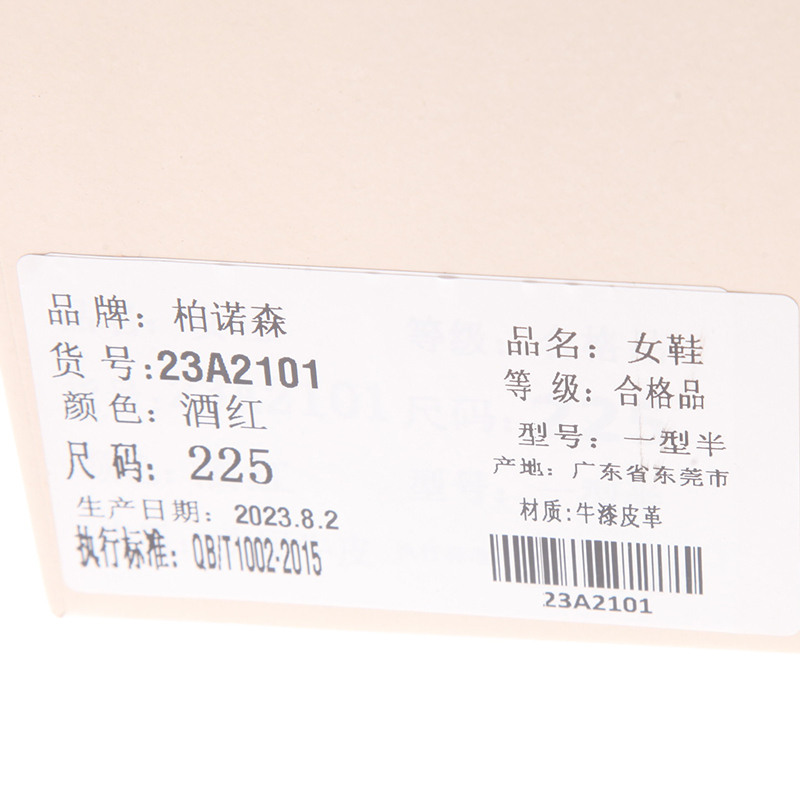 品牌：柏诺森
货号:23A2101
颜色：酒红
尺码：225
生产日期：2023.8.2
执行标准：QB/T1002-2015
品名：女鞋
等级：合格品
型号：一型半
产地：广东省东莞市
材质:牛漆皮革
23A2101